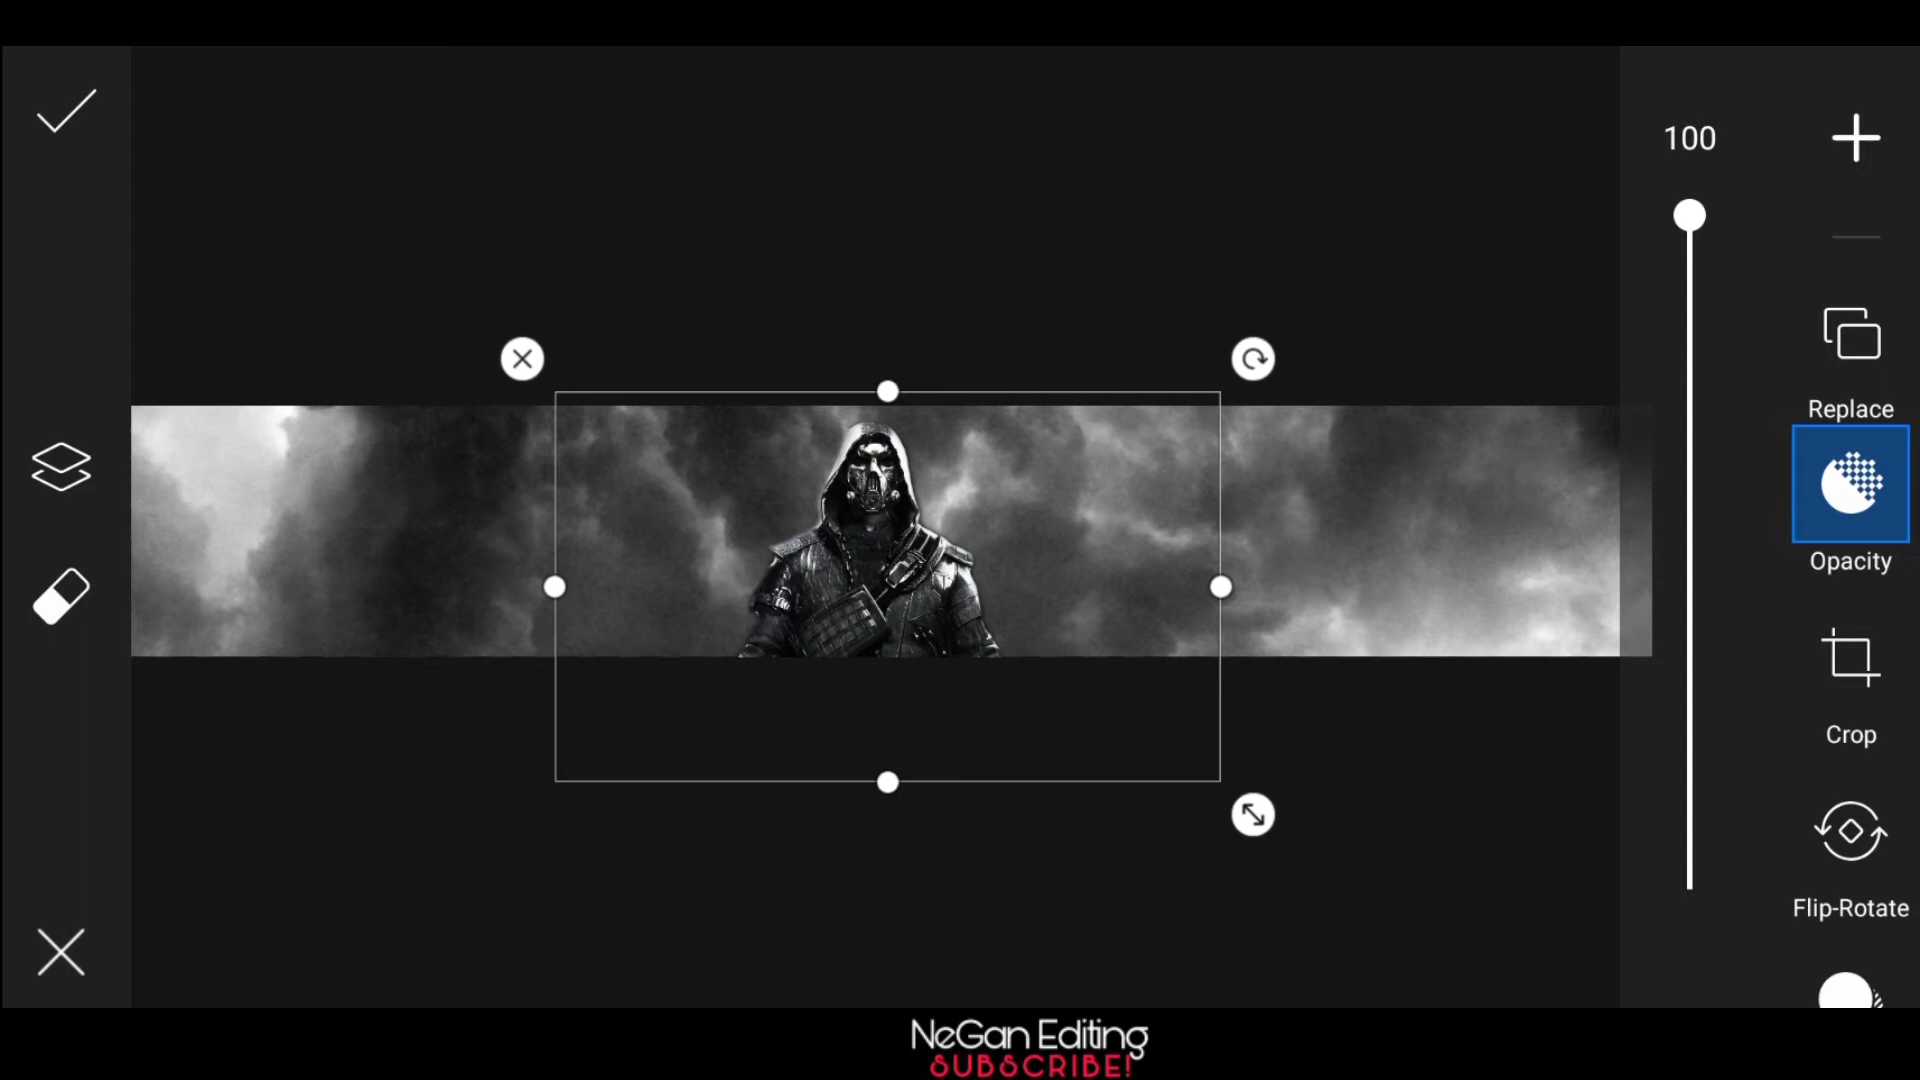 100
Replace
Opacity
Crop
Flip-Rotate
NeGan Editing
SUBSCRIBE!